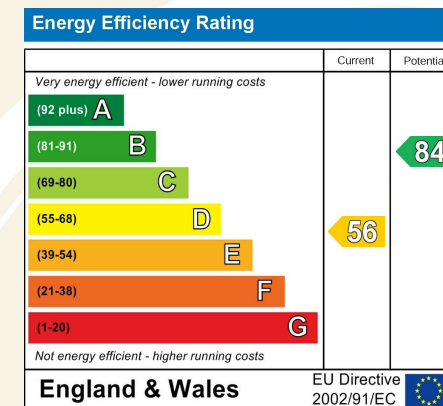 Energy Efficiency Rating
Current Potentia
Very energy efficient - lower running costs
(92 plus) A
(81-91) B
84
(69-80) C
(55-68) D
56
(39-54) E
(21-38) F
(1-20) G
Not energy efficient - higher running costs
England & Wales
EU Directive
2002/91/EC